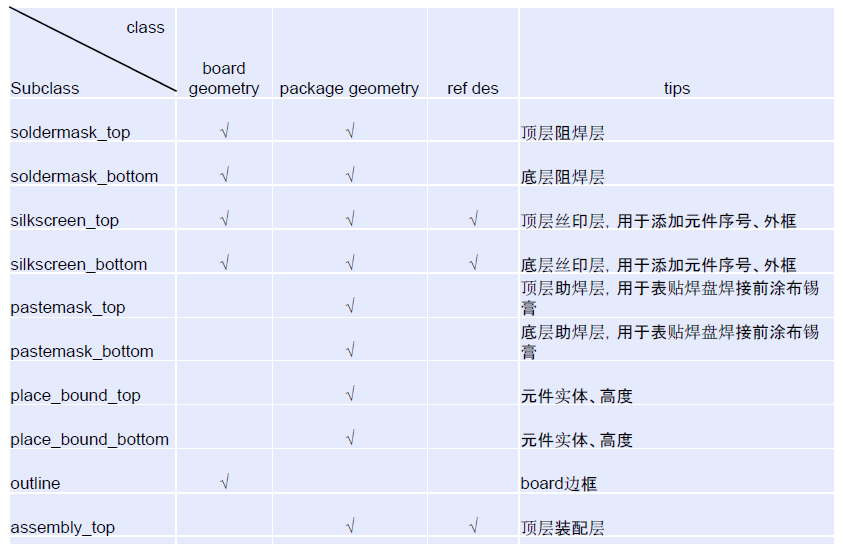 class
Subclass board geometry package geometry ref des tips
soldermask_top √ √ 顶层阻焊层
soldermask_bottom √ √ 底层阻焊层
silkscreen_top √ √ √ 顶层丝印层, 用于添加元件序号、外框
silkscreen_bottom √ √ √ 底层丝印层, 用于添加元件序号、外框
pastemask_top √ 顶层助焊层, 用于表贴焊盘焊接前涂布锡
膏
pastemask_bottom √ 底层助焊层, 用于表贴焊盘焊接前涂布锡
膏
place_bound_top √ 元件实体、高度
place_bound_bottom √ 元件实体、高度
outline √ board边框
assembly_top √ √ 顶层装配层